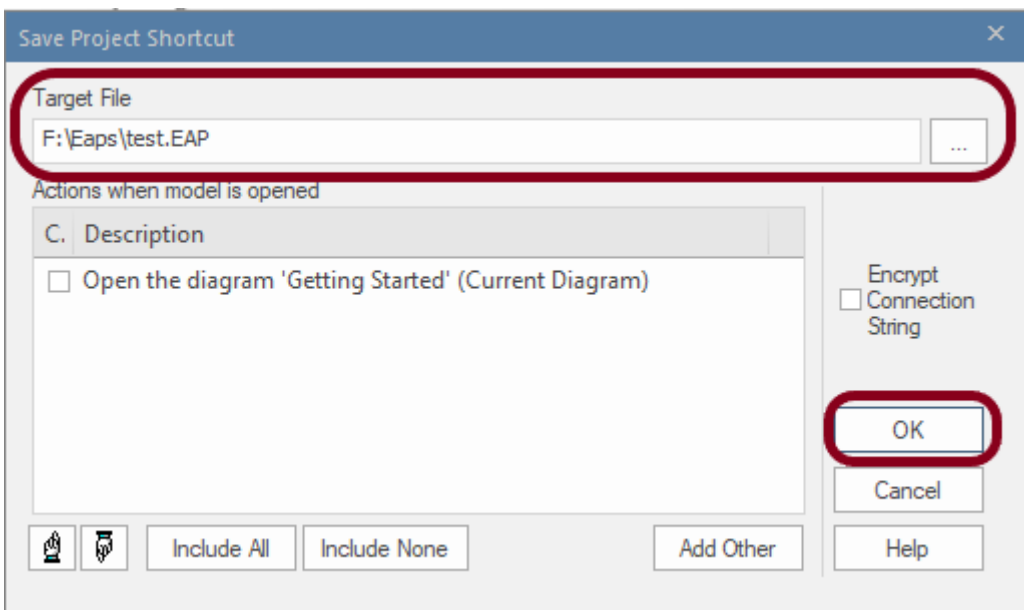 Save Project Shortcut
Target File
F:\Eaps\test.EAP
...
Actions when model is opened
C. Description
Open the diagram 'Getting Started' (Current Diagram)
Encrypt
Connection
String
OK
Cancel
Include All
Include None
Add Other
Help